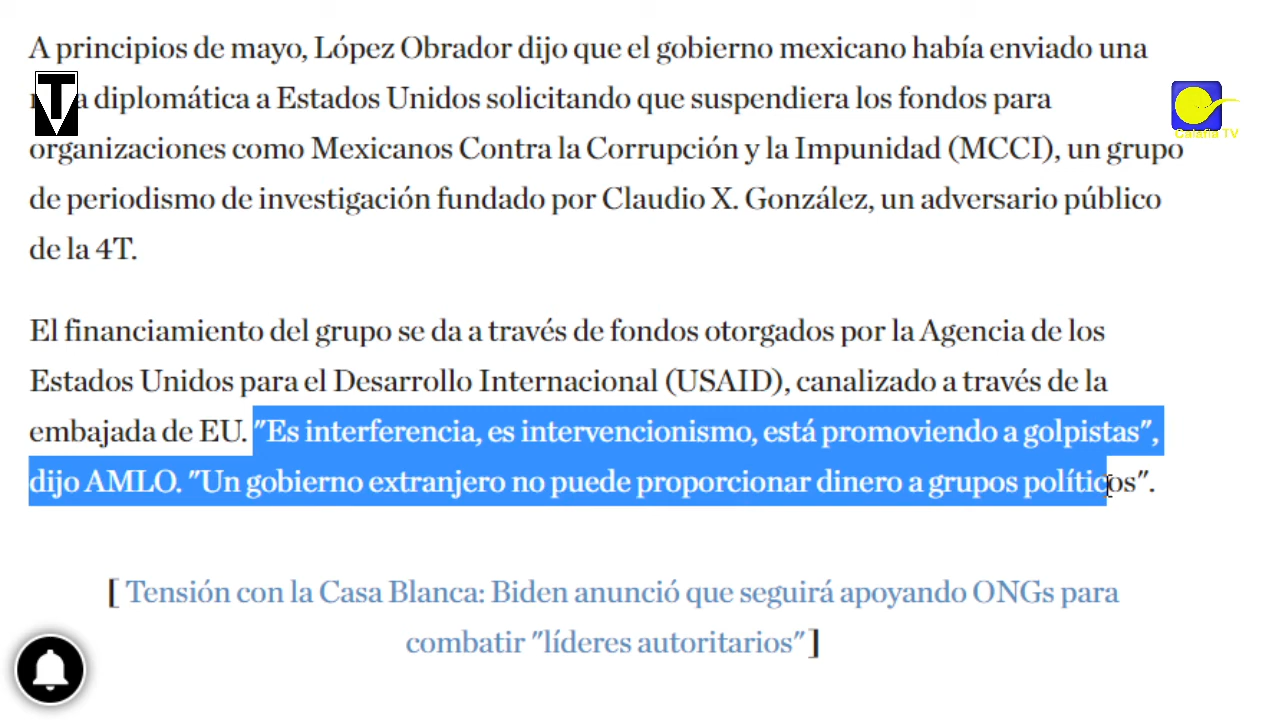 A principios de mayo, López Obrador dijo que el gobierno mexicano había enviado una
diplomática a Estados Unidos solicitando que suspendiera los fondos para
organizaciones como Mexicanos Contra la Corrupción y la Impunidad (MCCI), un grupo
de periodismo de investigación fundado por Claudio X. González, un adversario público
de la 4T.
El financiamiento del grupo se da a través de fondos otorgados por la Agencia de los
Estados Unidos para el Desarrollo Internacional (USAID), canalizado a través de la
embajada de EU. "Es interferencia, es intervencionismo, está promoviendo a golpistas",
dijo AMLO. "Un gobierno extranjero no puede proporcionar dinero a grupos políticos".
[ Tensión con la Casa Blanca: Biden anunció que seguirá apoyando ONGs para
combatir "líderes autoritarios" ]
T
Calafia TV